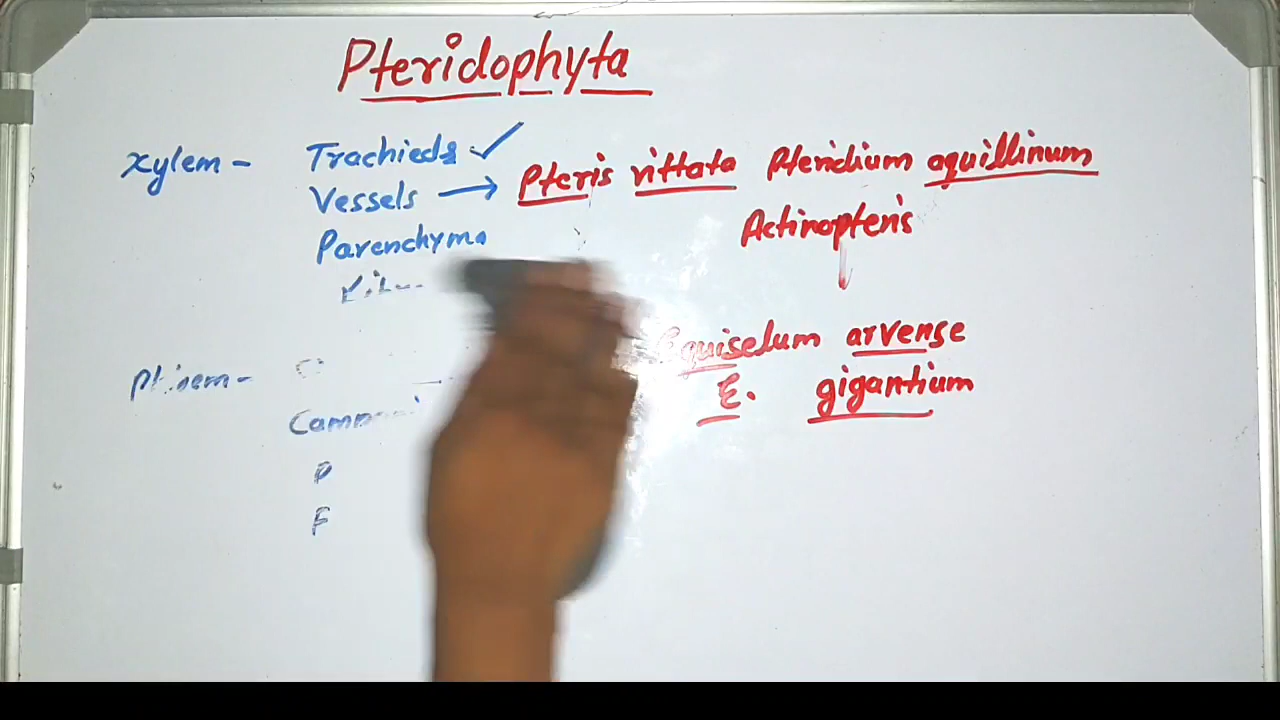 Pteridophyta
Xylem - Trachieds ✓
Vessels → Pteris vittata Pteridium aquillinum
Parenchyma Actinopteris
Equisetum arvense
Phloem -
E. gigantium
P
F